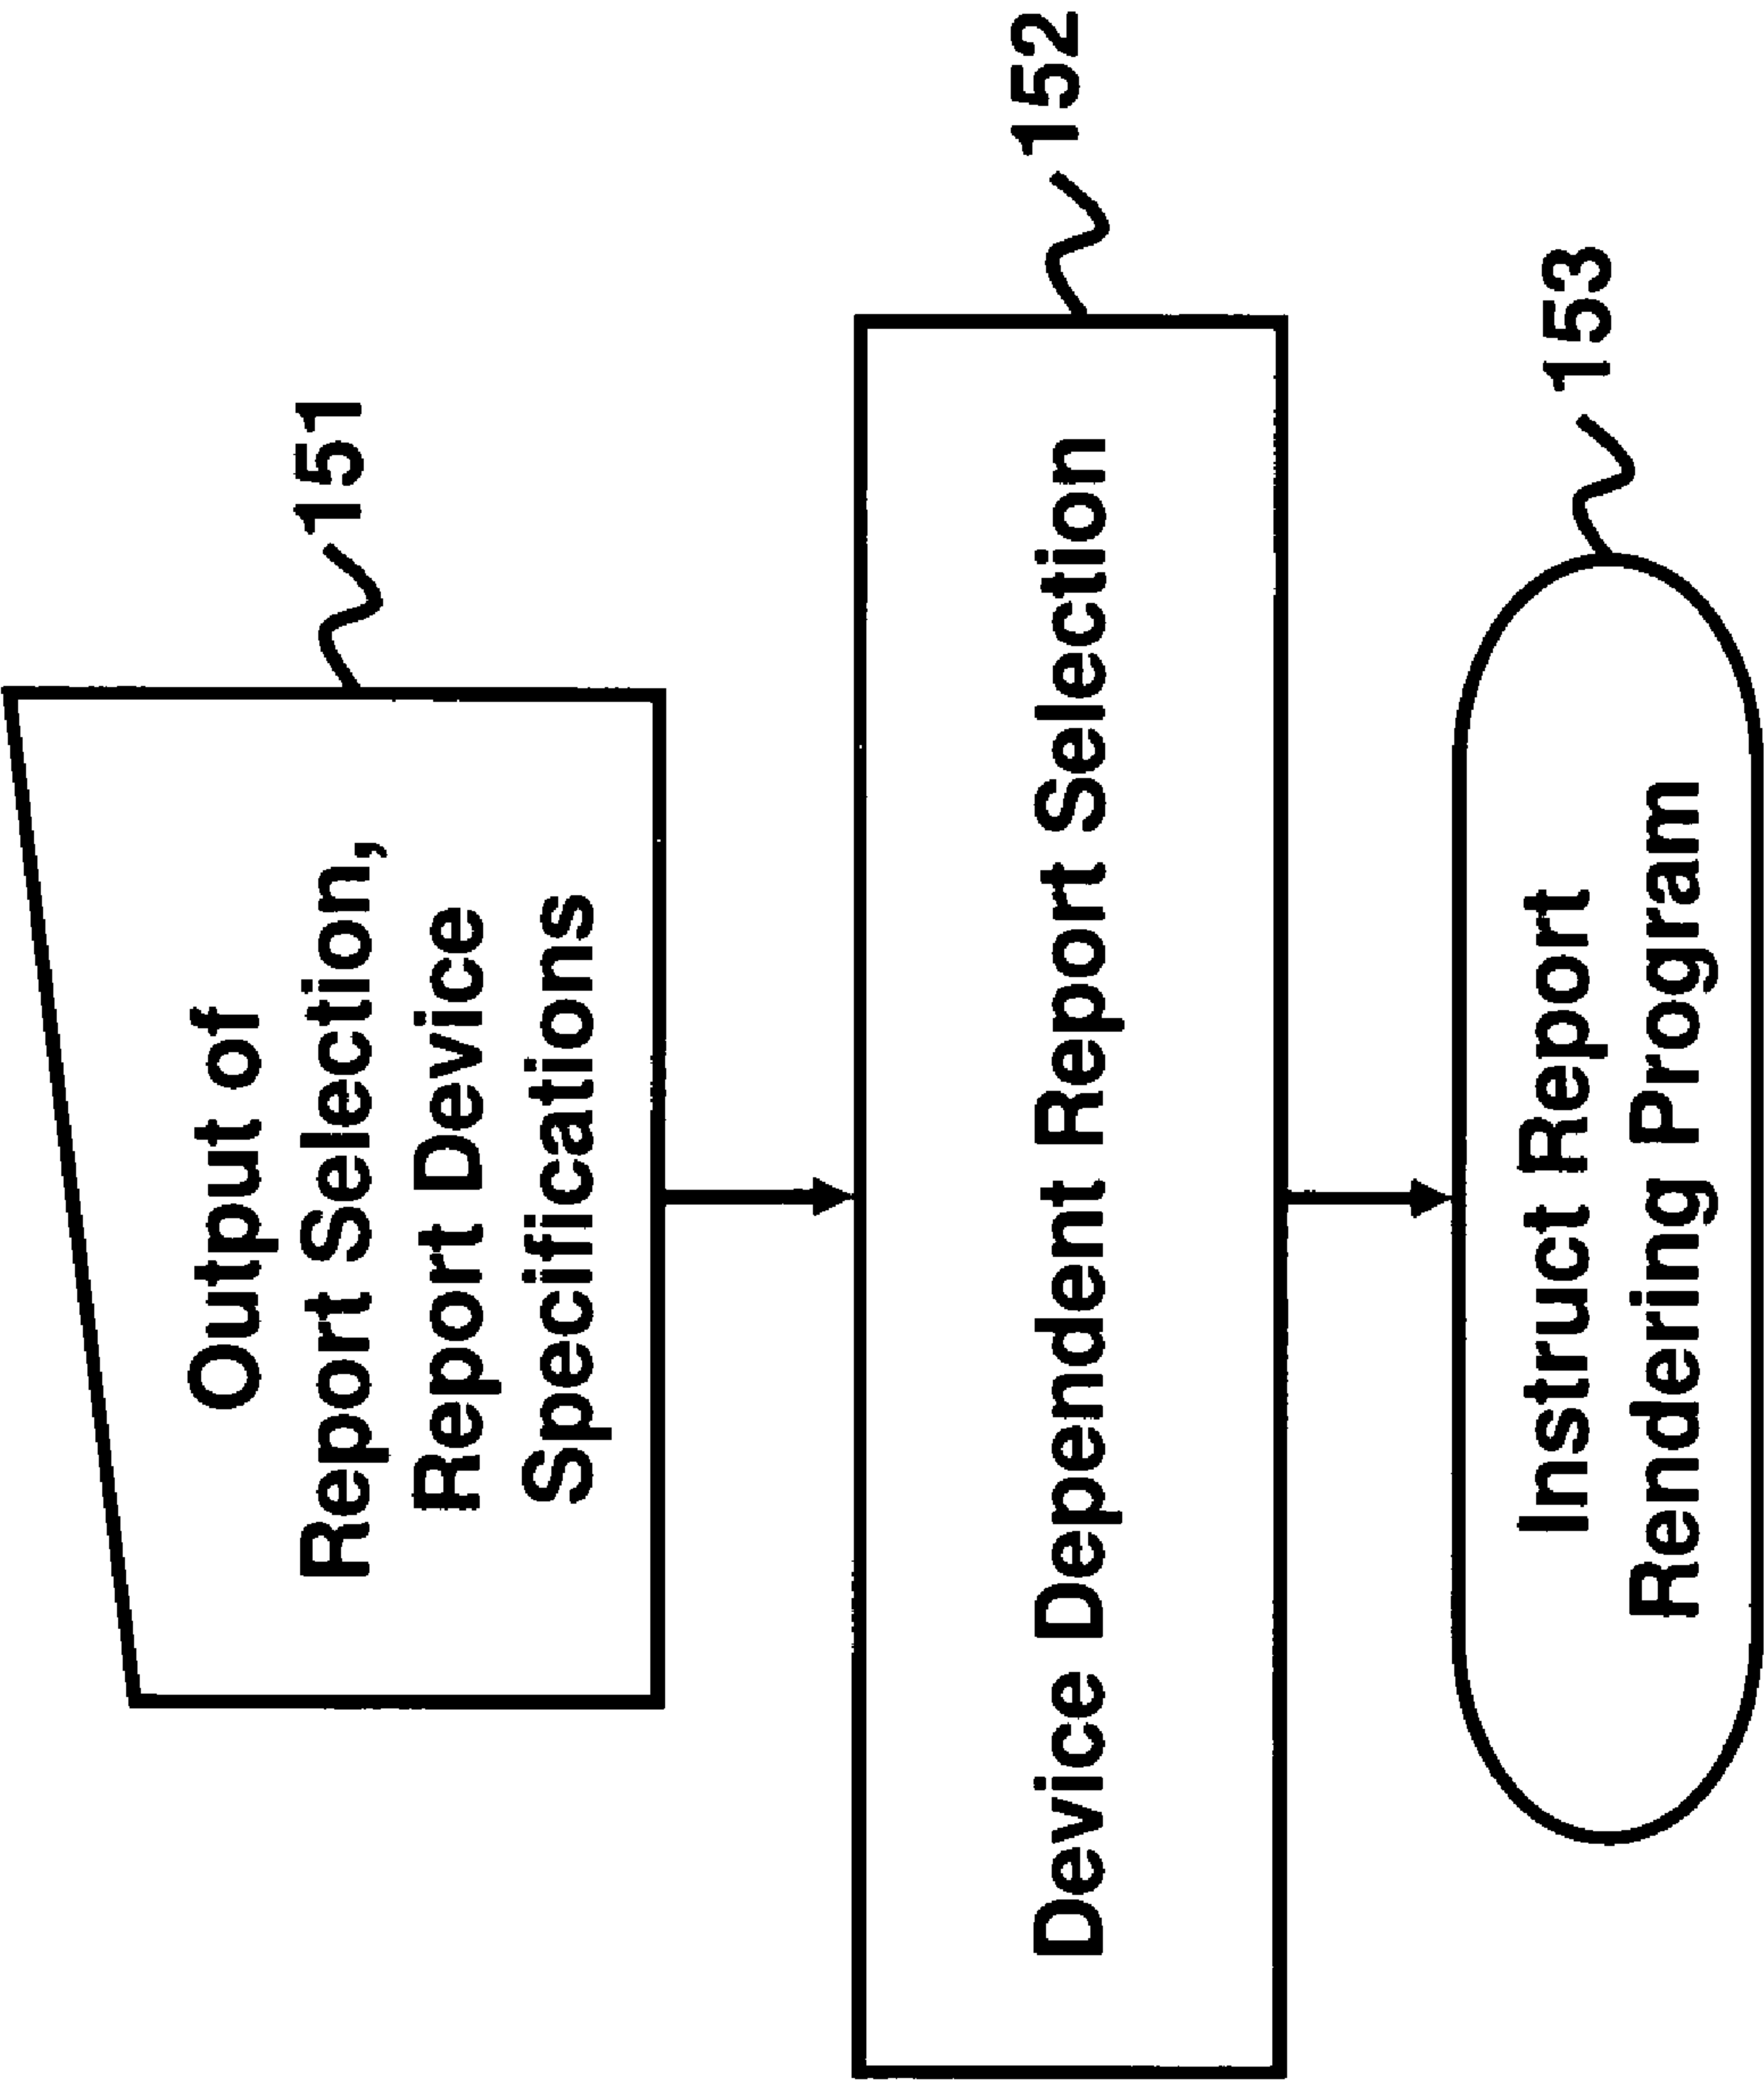 Output of
Report Selection,
Report Device
Specifications
151
Device Dependent Report Selection
152
Instruct Report
Rendering Program
153